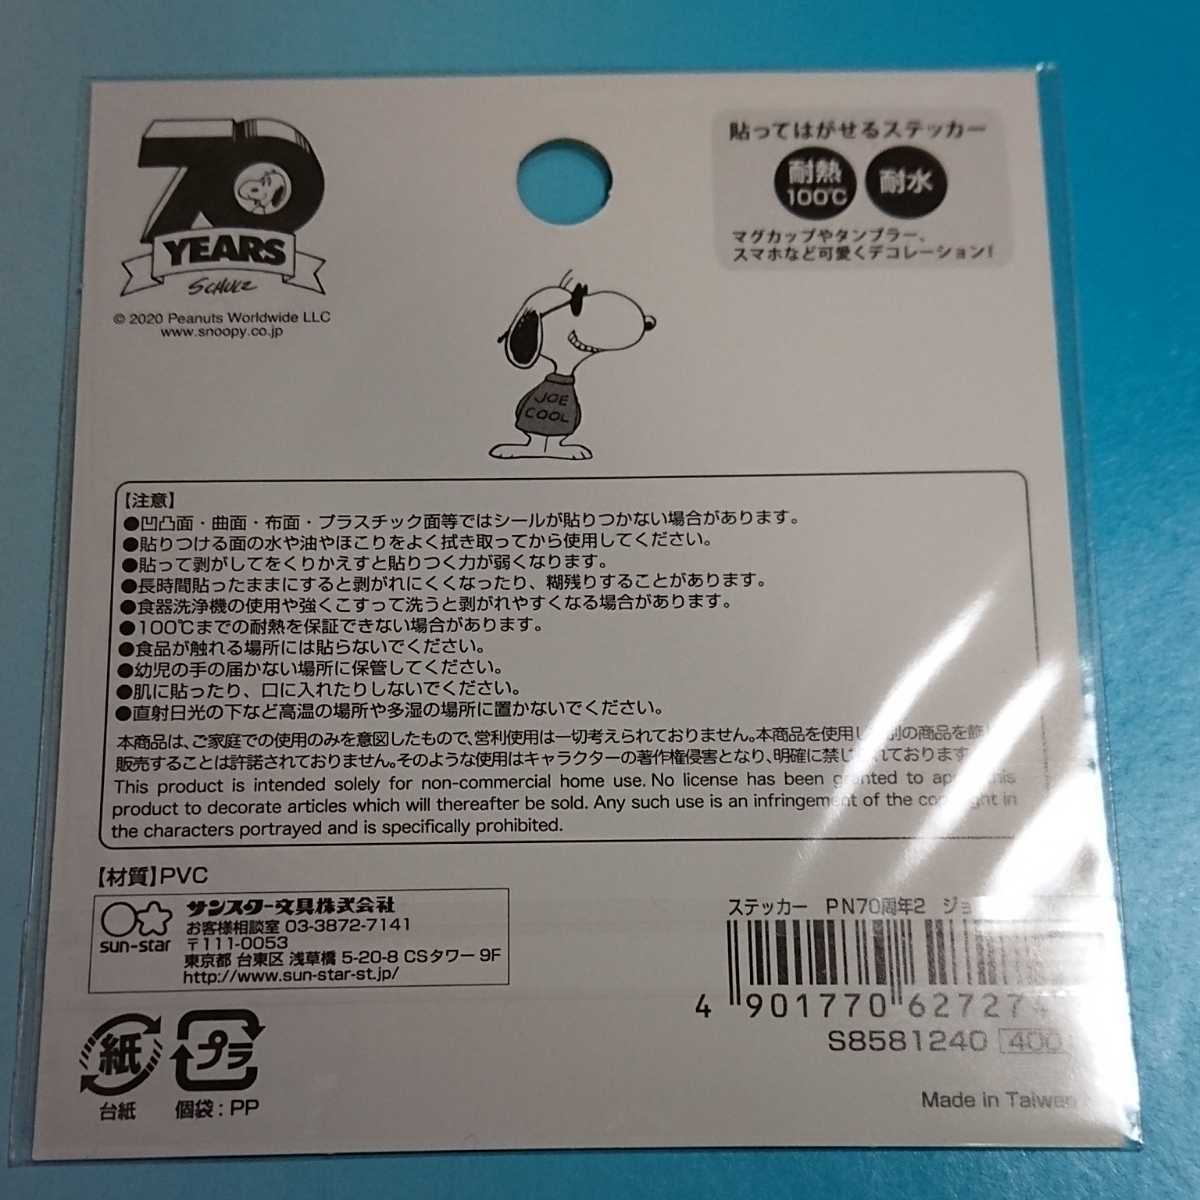 70
YEARS
SCHULZ
© 2020 Peanuts Worldwide LLC
www.snoopy.co.jp
貼ってはがせるステッカー
耐熱
100℃
耐水
マグカップやタンブラー、
スマホなど可愛くデコレーション!
JOE
COOL
【注意】
●凹凸面・曲面・布面・プラスチック面等ではシールが貼りつかない場合があります。
●貼りつける面の水や油やほこりをよく拭き取ってから使用してください。
●貼って剥がしてをくりかえすと貼りつく力が弱くなります。
●長時間貼ったままにすると剥がれにくくなったり、糊残りすることがあります。
●食器洗浄機の使用や強くこすって洗うと剥がれやすくなる場合があります。
●100℃までの耐熱を保証できない場合があります。
●食品が触れる場所には貼らないでください。
●幼児の手の届かない場所に保管してください。
●肌に貼ったり、口に入れたりしないでください。
●直射日光の下など高温の場所や多湿の場所に置かないでください。
本商品は、ご家庭での使用のみを意図したもので、営利使用は一切考えられておりません。本商品を使用し 別の商品を飾り
販売することは許諾されておりません。そのような使用はキャラクターの著作権侵害となり、明確に禁じられております
This product is intended solely for non-commercial home use. No license has been granted to apply this
product to decorate articles which will thereafter be sold. Any such use is an infringement of the copyright in
the characters portrayed and is specifically prohibited.
【材質】PVC
sun-star
サンスター文具株式会社
お客様相談室 03-3872-7141
〒111-0053
東京都 台東区 浅草橋 5-20-8 CSタワー 9F
http://www.sun-star-st.jp/
紙
台紙
プラ
個袋：PP
ステッカー PN70周年2 ジョ
4 901770 627274
S8581240 400
Made in Taiwan